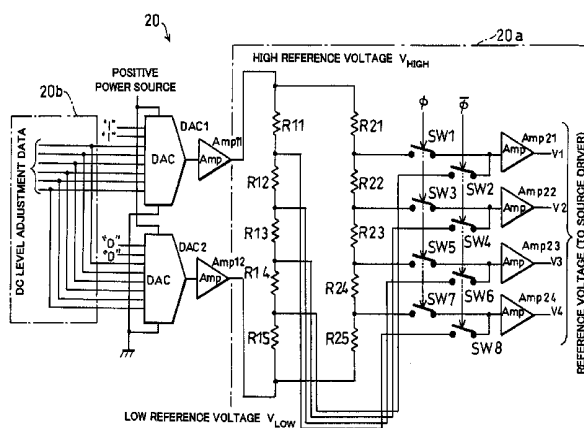 20
20a
HIGH REFERENCE VOLTAGE VHIGH
POSITIVE
POWER SOURCE
20b
"1"
"1"
DAC1
DAC
Amp11
Amp
DC LEVEL ADJUSTMENT DATA
"0"
"0"
DAC2
DAC
Amp12
Amp
R11
R12
R13
R14
R15
R21
R22
R23
R24
R25
ϕ
ϕ̅
SW1
SW2
SW3
SW4
SW5
SW6
SW7
SW8
Amp21
Amp
V1
Amp22
Amp
V2
Amp23
Amp
V3
Amp24
Amp
V4
REFERENCE VOLTAGE (TO SOURCE DRIVER)
LOW REFERENCE VOLTAGE VLOW